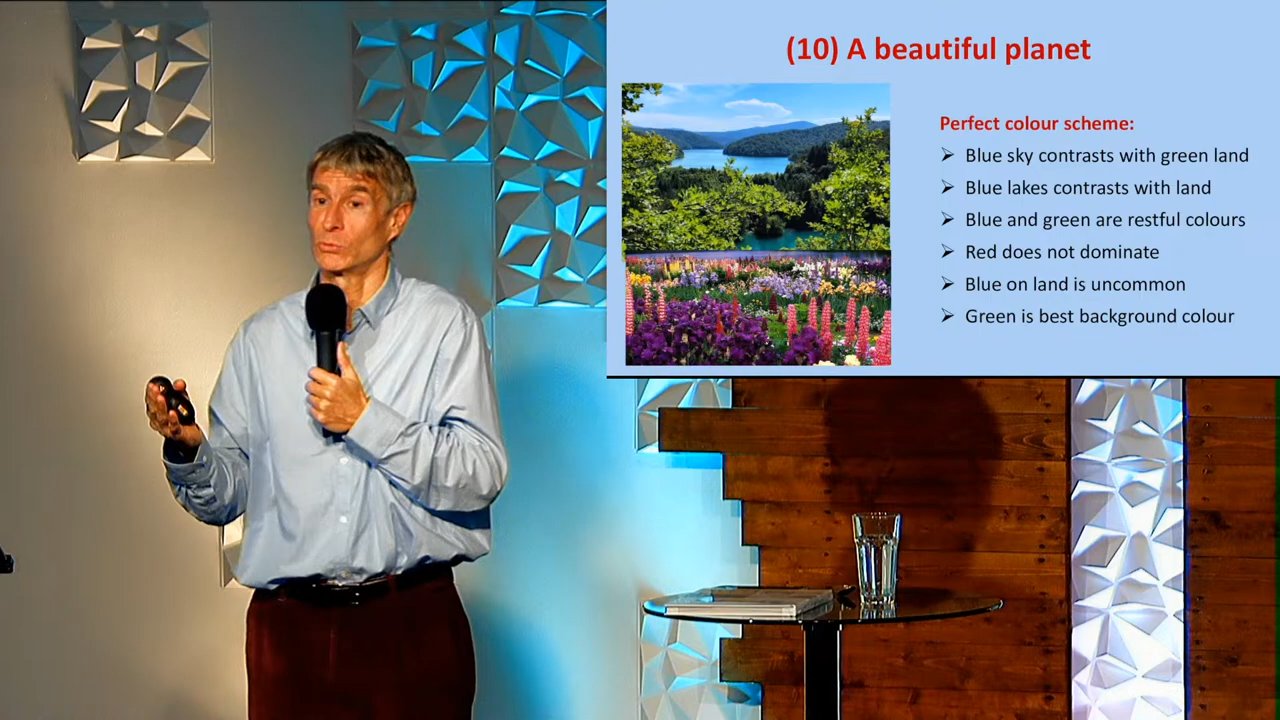 (10) A beautiful planet
Perfect colour scheme:
Blue sky contrasts with green land
Blue lakes contrasts with land
Blue and green are restful colours
Red does not dominate
Blue on land is uncommon
Green is best background colour